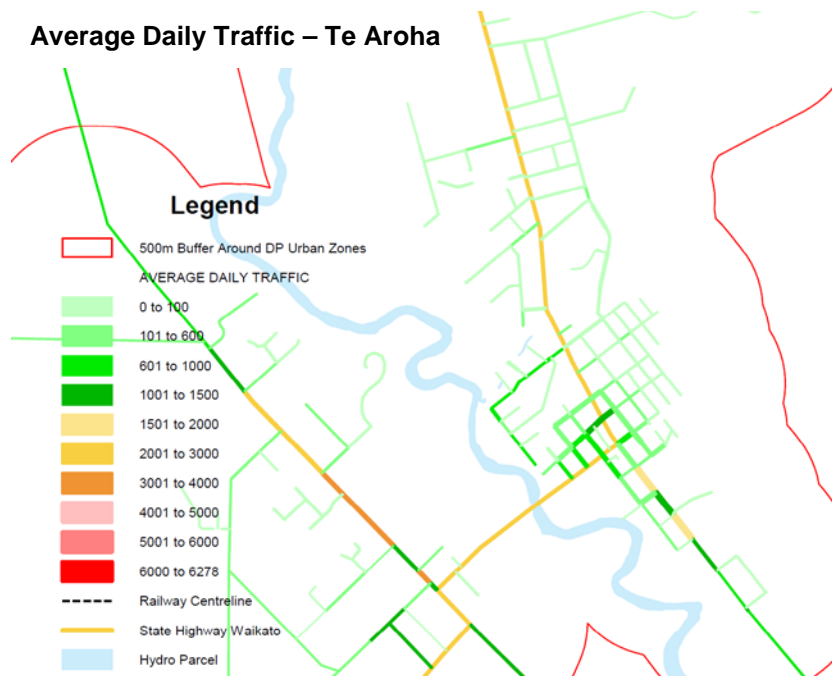 Average Daily Traffic – Te Aroha
Legend
500m Buffer Around DP Urban Zones
AVERAGE DAILY TRAFFIC
0 to 100
101 to 600
601 to 1000
1001 to 1500
1501 to 2000
2001 to 3000
3001 to 4000
4001 to 5000
5001 to 6000
6000 to 6278
Railway Centreline
State Highway Waikato
Hydro Parcel